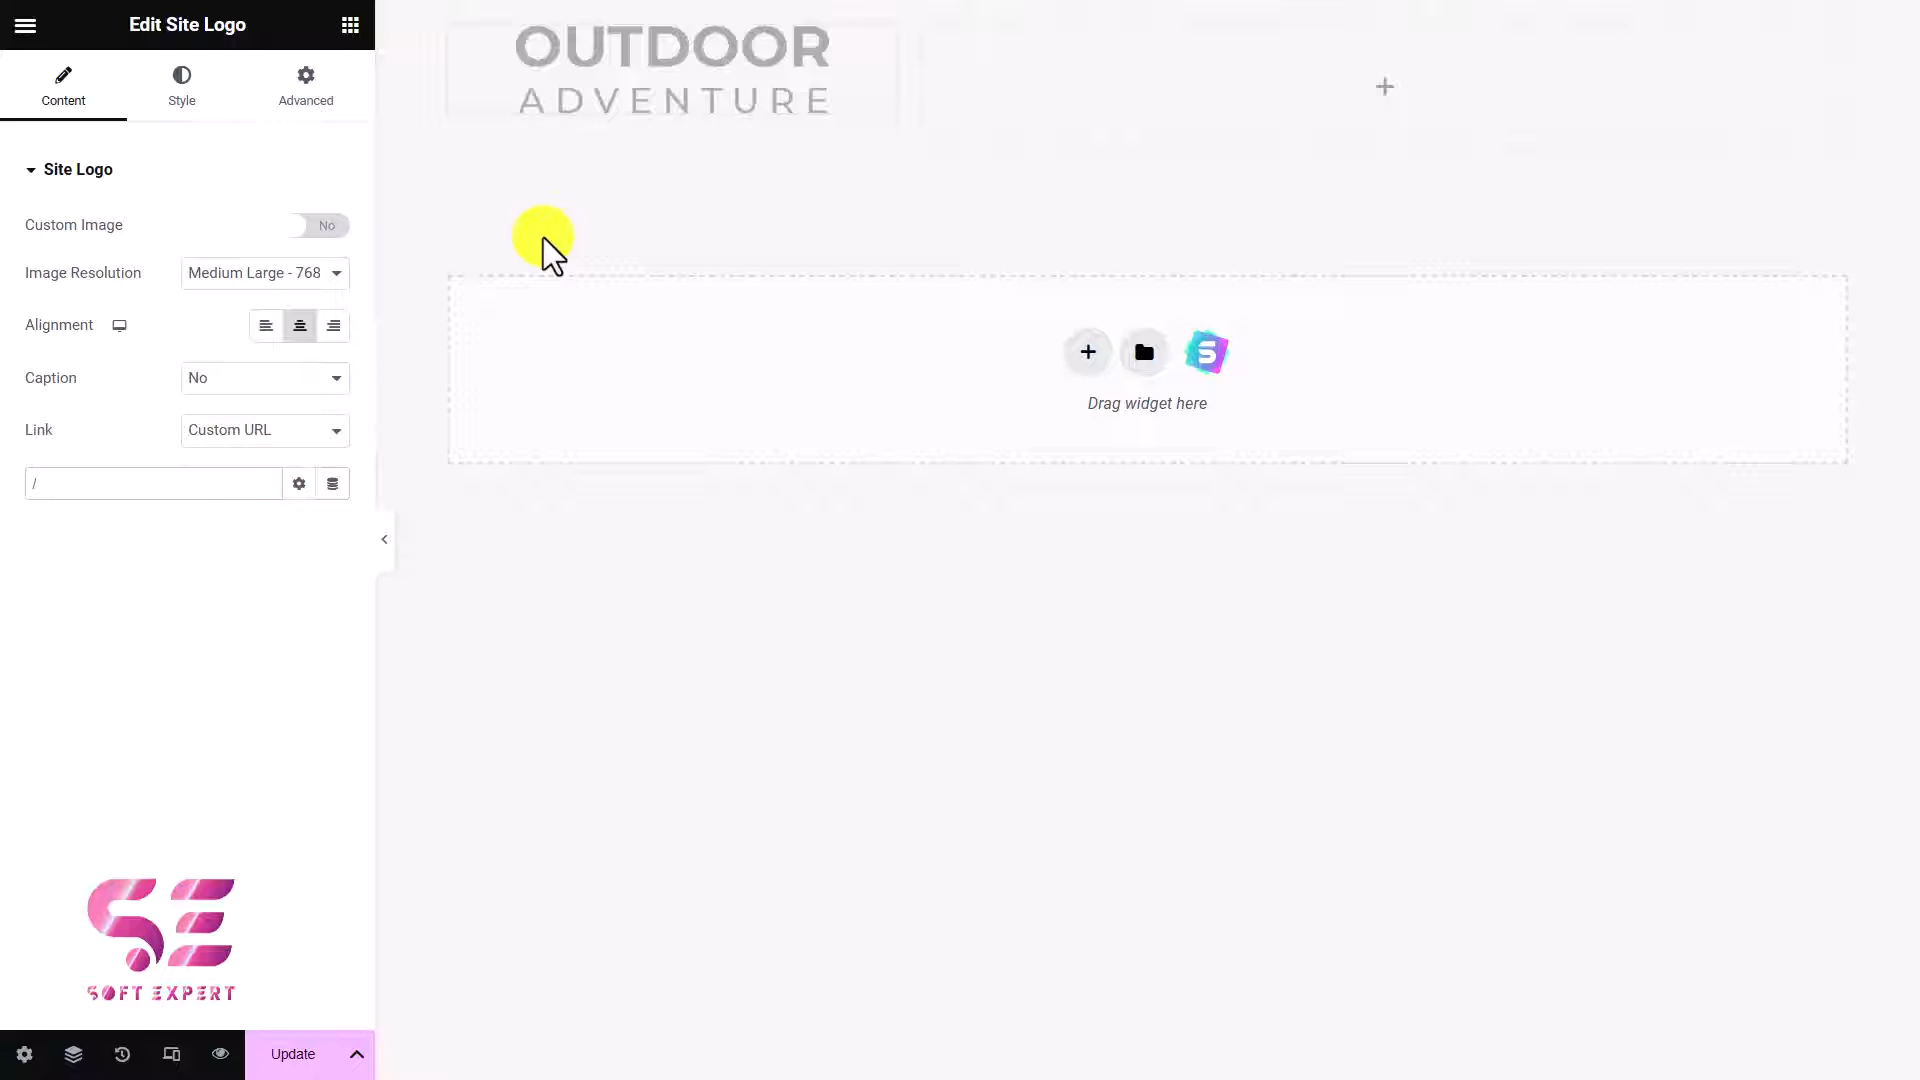 Edit Site Logo
Content
Style
Advanced
Site Logo
Custom Image
No
Image Resolution
Medium Large - 768
Alignment
Caption
No
Link
Custom URL
/
SE
SOFT EXPERT
Update
OUTDOOR
ADVENTURE
S
Drag widget here